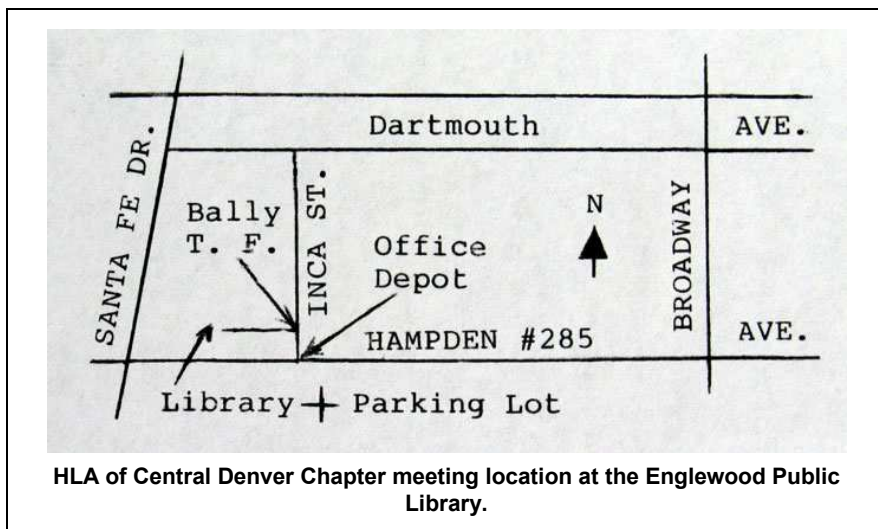 Dartmouth AVE.
SANTA FE DR.
INCA ST.
BROADWAY
Bally
T. F.
N
Office
Depot
HAMPDEN #285 AVE.
Library + Parking Lot
HLA of Central Denver Chapter meeting location at the Englewood Public
Library.